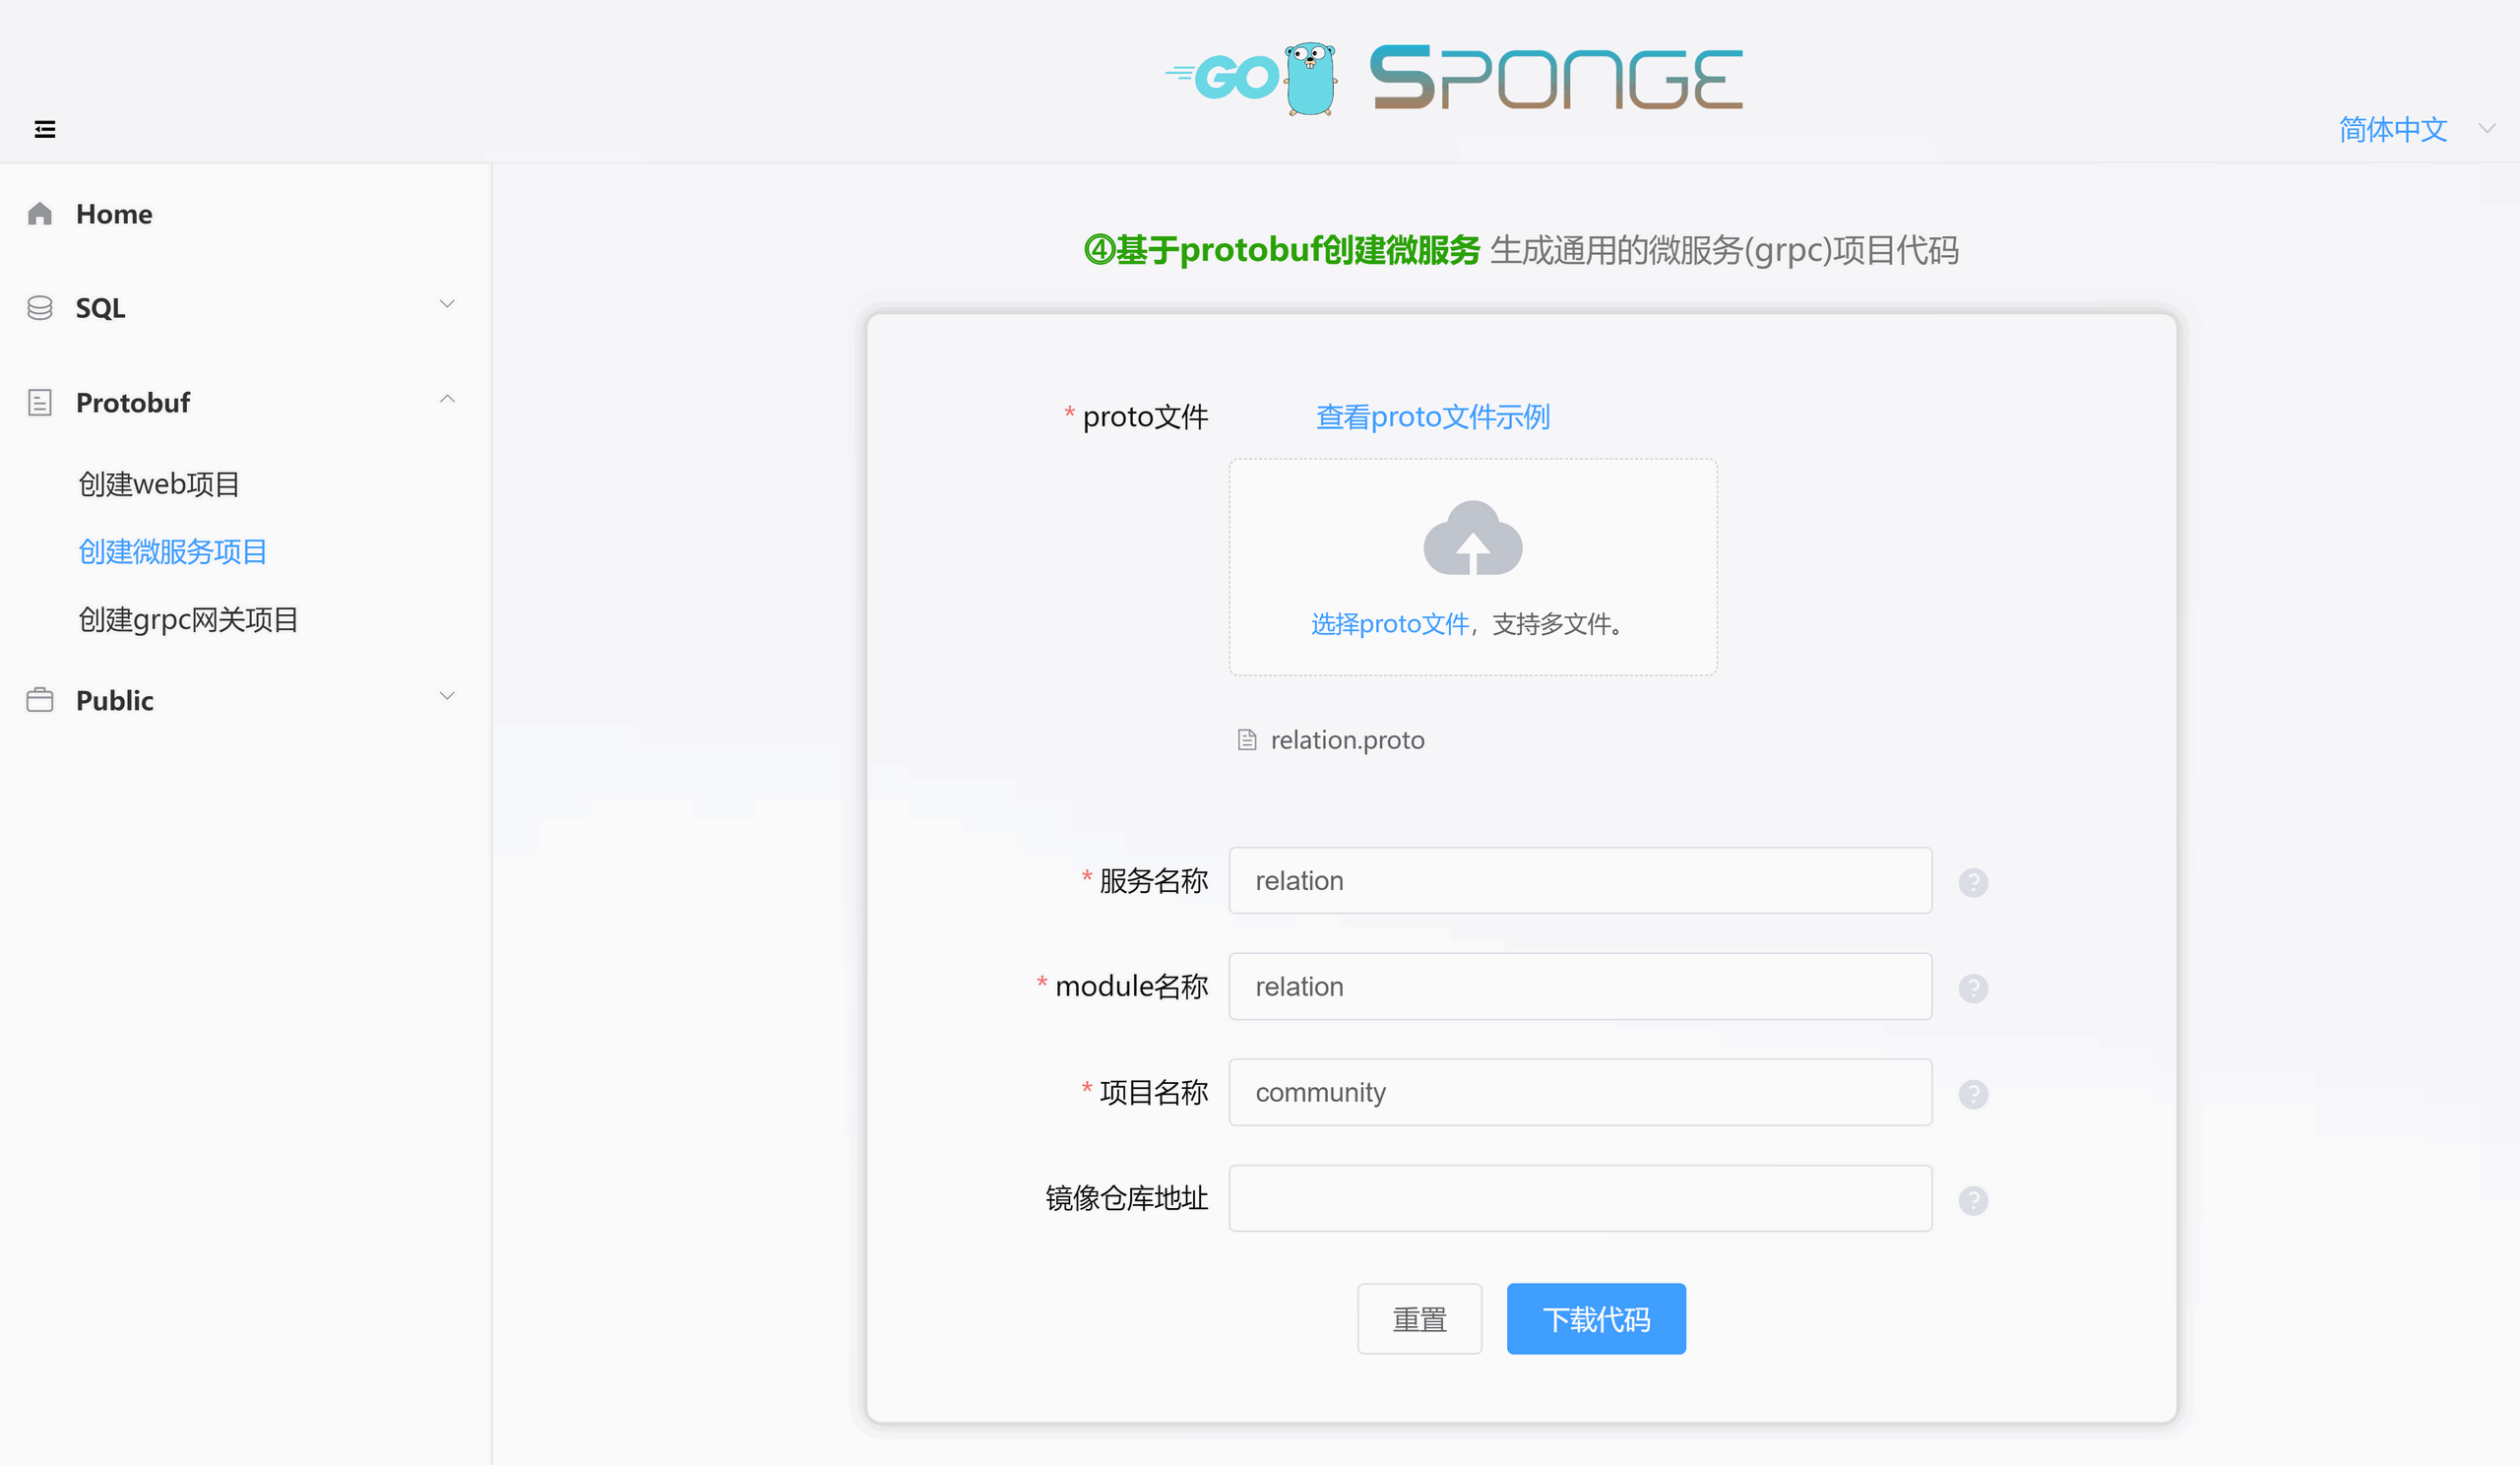 GO SPONGE
简体中文
Home
SQL
Protobuf
创建web项目
创建微服务项目
创建grpc网关项目
Public
④基于protobuf创建微服务 生成通用的微服务(grpc)项目代码
* proto文件 查看proto文件示例
选择proto文件，支持多文件。
relation.proto
* 服务名称 relation ?
* module名称 relation ?
* 项目名称 community ?
镜像仓库地址 ?
重置 下载代码